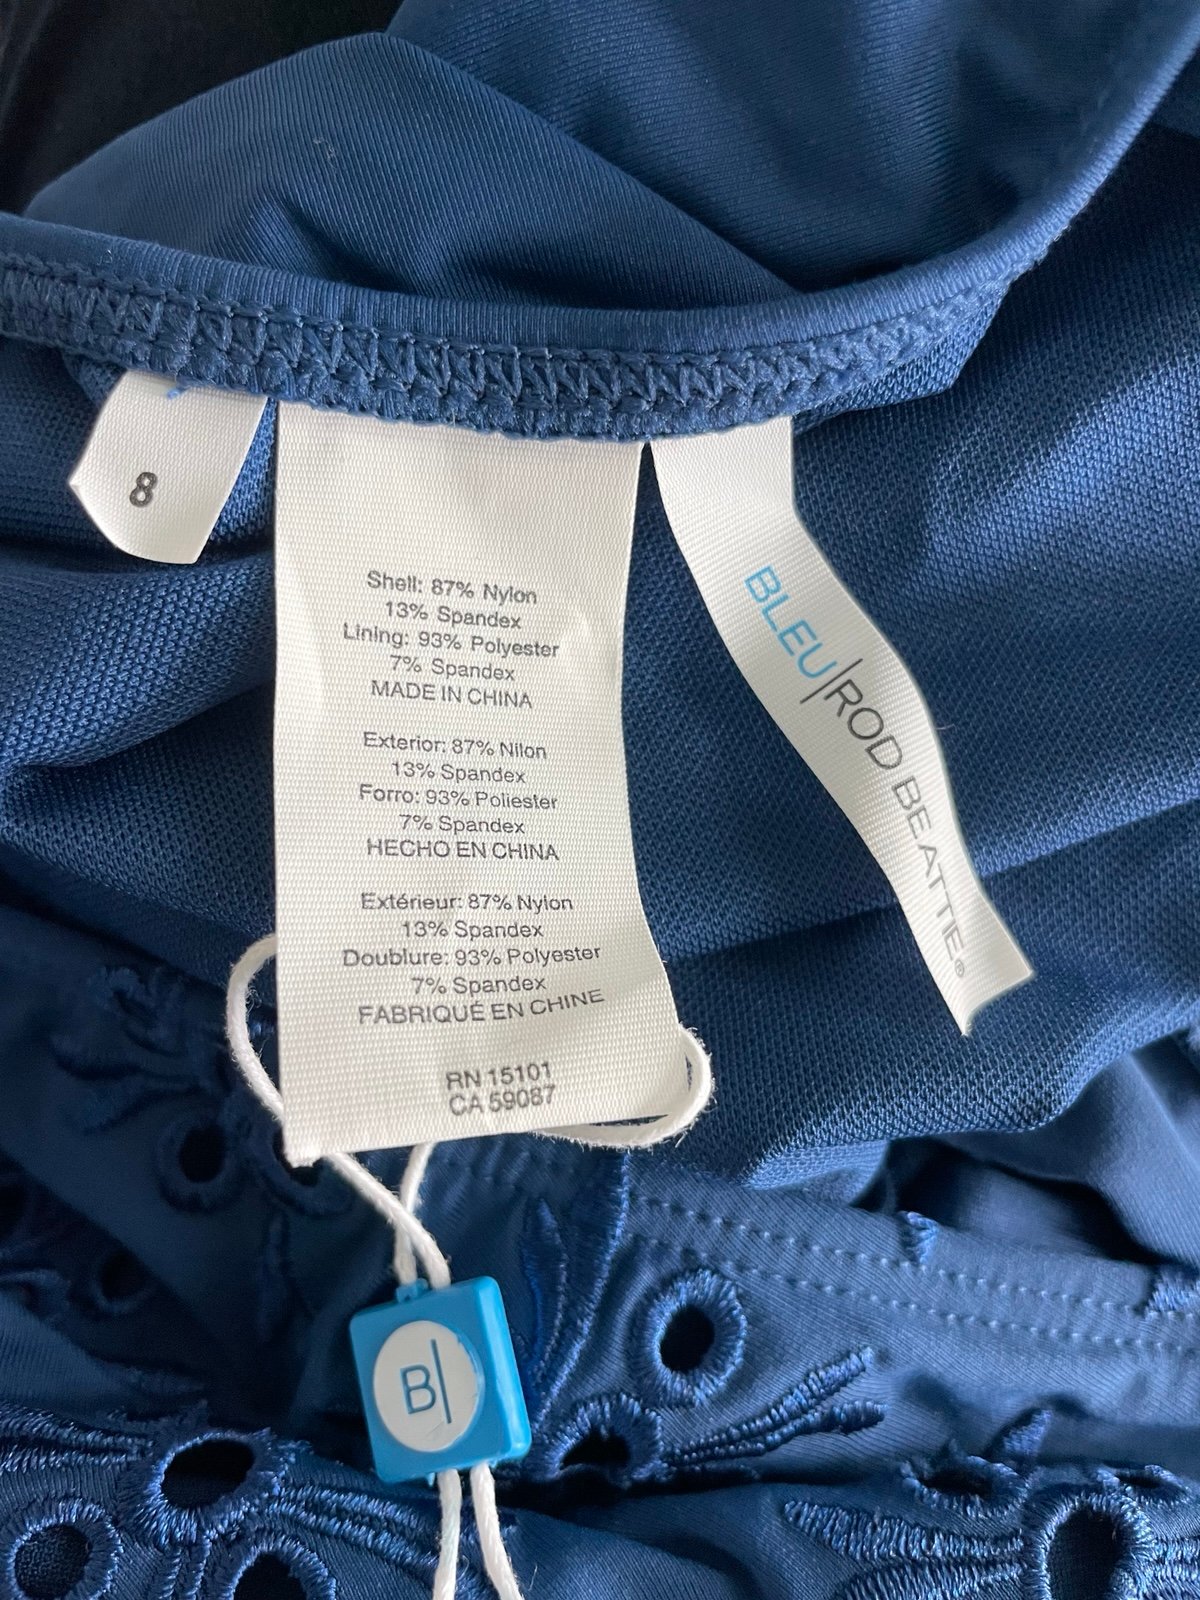 8
Shell: 87% Nylon
13% Spandex
Lining: 93% Polyester
7% Spandex
MADE IN CHINA
Exterior: 87% Nilon
13% Spandex
Forro: 93% Poliester
7% Spandex
HECHO EN CHINA
Extérieur: 87% Nylon
13% Spandex
Doublure: 93% Polyester
7% Spandex
FABRIQUÉ EN CHINE
RN 15101
CA 59087
BLEU|ROD BEATTIE®
B|